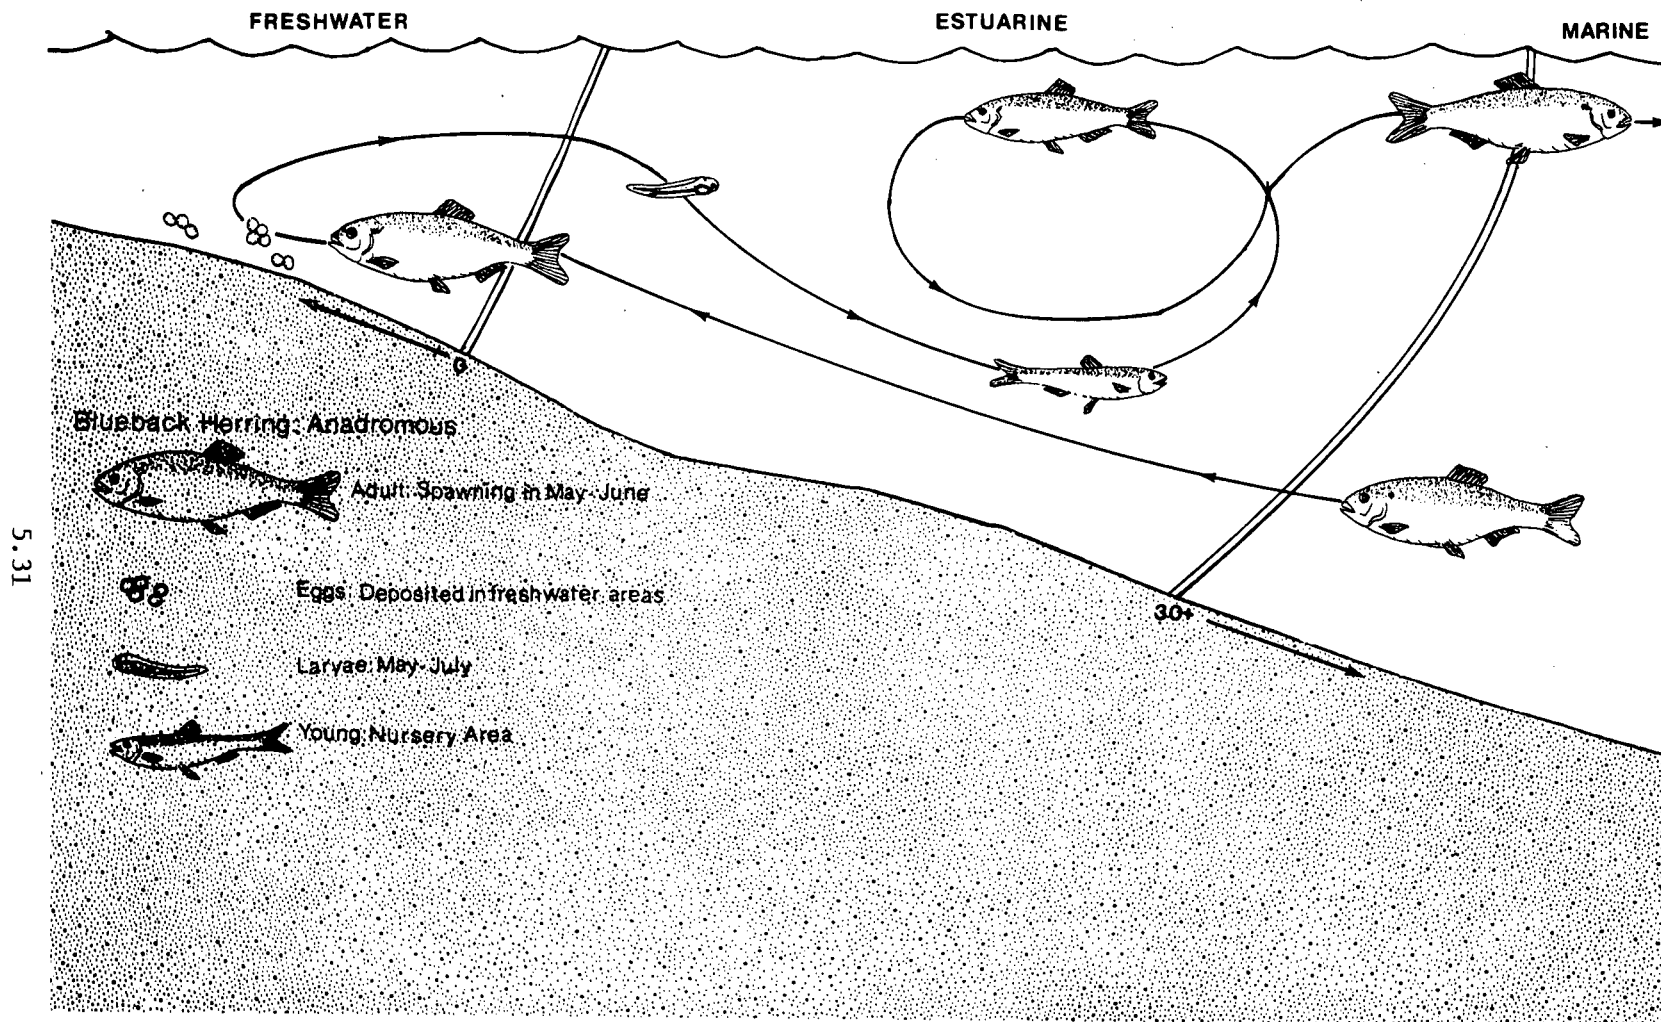 FRESHWATER
ESTUARINE
MARINE
0
30+
Blueback Herring: Anadromous
Adult: Spawning in May-June
Eggs: Deposited in freshwater areas
Larvae: May-July
Young: Nursery Area
5.31